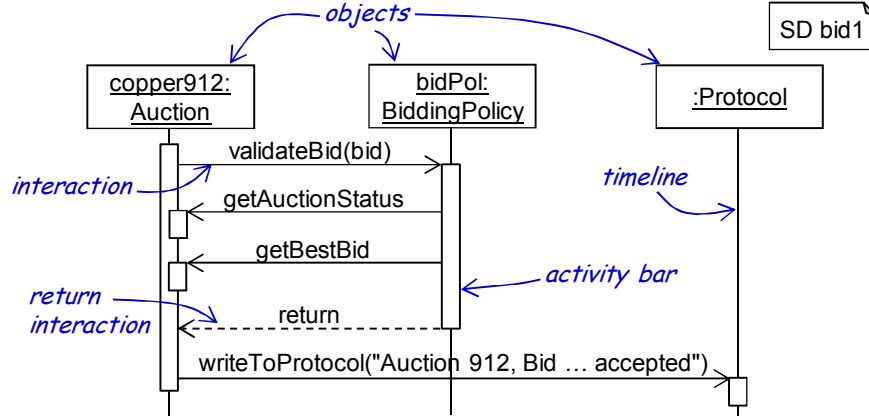 objects
SD bid1
copper912:
Auction
bidPol:
BiddingPolicy
:Protocol
validateBid(bid)
interaction
timeline
getAuctionStatus
getBestBid
activity bar
return
interaction
return
writeToProtocol("Auction 912, Bid … accepted")